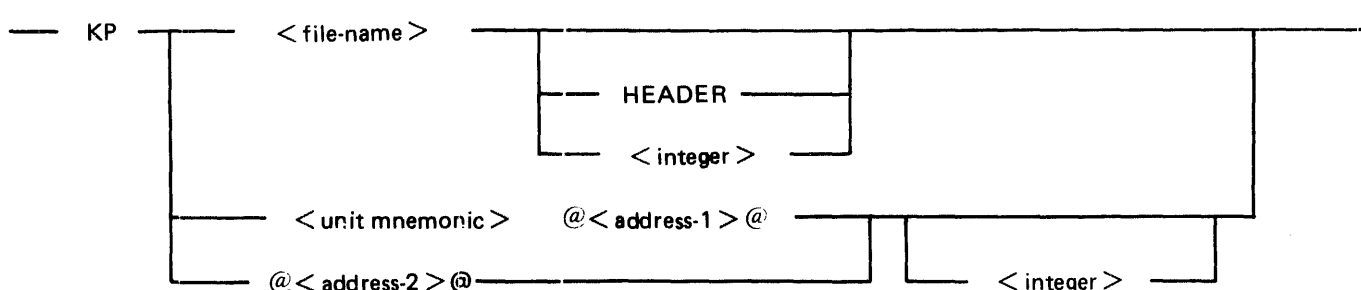 KP <file-name>
HEADER
<integer>
<unit mnemonic> @<address-1>@
@<address-2>@ <integer>